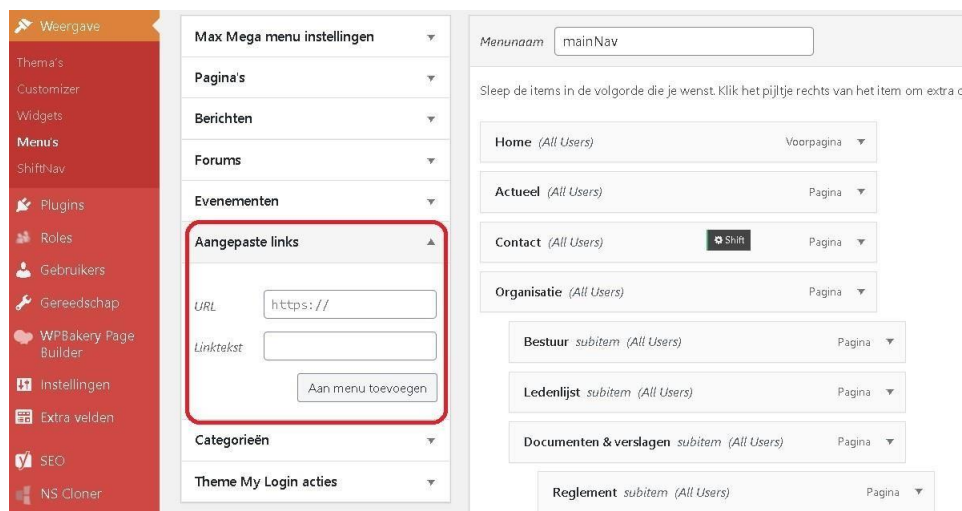 Weergave
Thema's
Customizer
Widgets
Menu's
ShiftNav
Plugins
Roles
Gebruikers
Gereedschap
WPBakery Page
Builder
Instellingen
Extra velden
SEO
NS Cloner
Max Mega menu instellingen
Pagina's
Berichten
Forums
Evenementen
Aangepaste links
URL https://
Linktekst
Aan menu toevoegen
Categorieën
Theme My Login acties
Menunaam mainNav
Sleep de items in de volgorde die je wenst. Klik het pijltje rechts van het item om extra
Home (All Users) Voorpagina
Actueel (All Users) Pagina
Contact (All Users) Shift Pagina
Organisatie (All Users) Pagina
Bestuur subitem (All Users) Pagina
Ledenlijst subitem (All Users) Pagina
Documenten & verslagen subitem (All Users) Pagina
Reglement subitem (All Users) Pagina